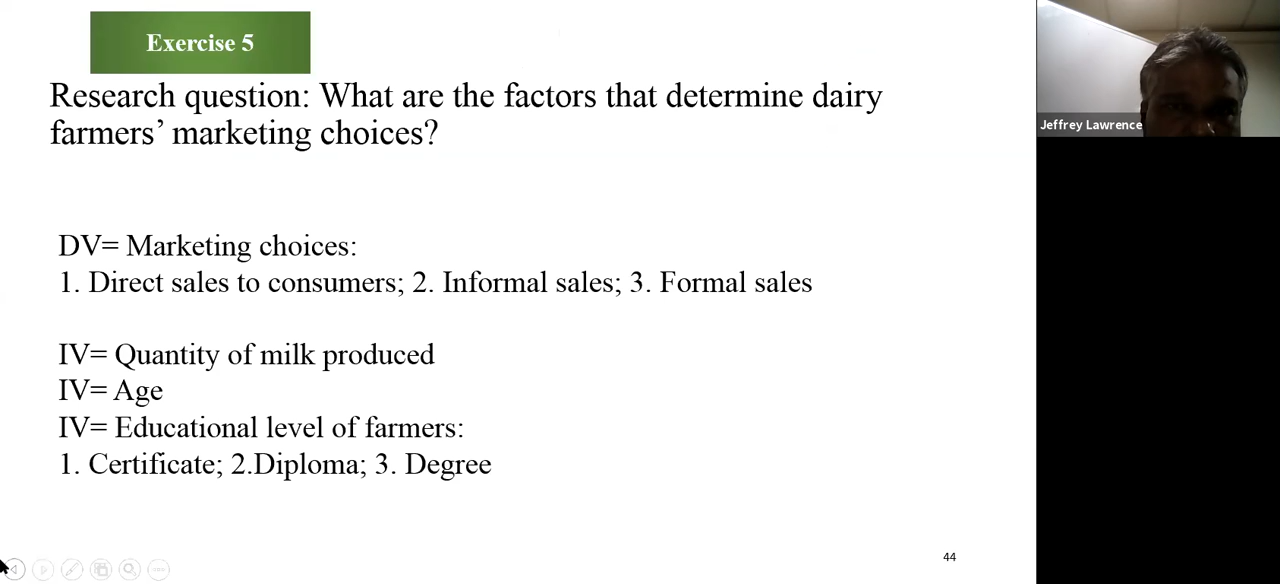 Exercise 5
Research question: What are the factors that determine dairy
farmers’ marketing choices?
DV= Marketing choices:
1. Direct sales to consumers; 2. Informal sales; 3. Formal sales
IV= Quantity of milk produced
IV= Age
IV= Educational level of farmers:
1. Certificate; 2.Diploma; 3. Degree
44
Jeffrey Lawrence